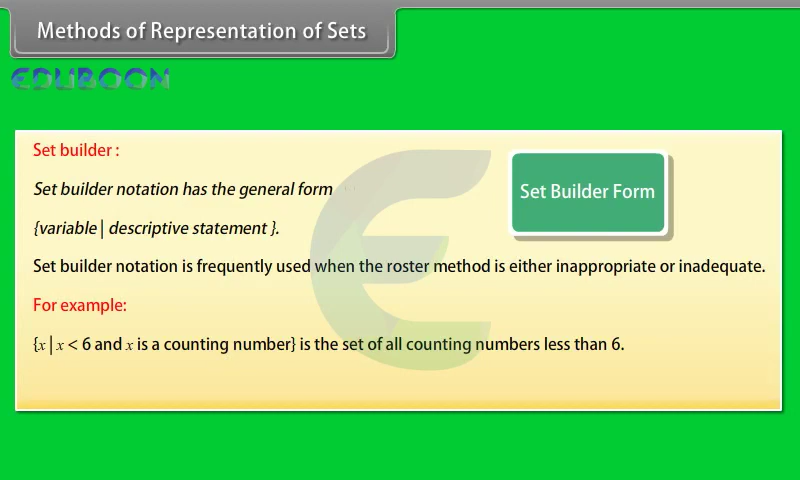 Methods of Representation of Sets
EDUBOON
Set builder :
Set builder notation has the general form
Set Builder Form
{variable | descriptive statement }.
Set builder notation is frequently used when the roster method is either inappropriate or inadequate.
For example:
{x | x < 6 and x is a counting number} is the set of all counting numbers less than 6.